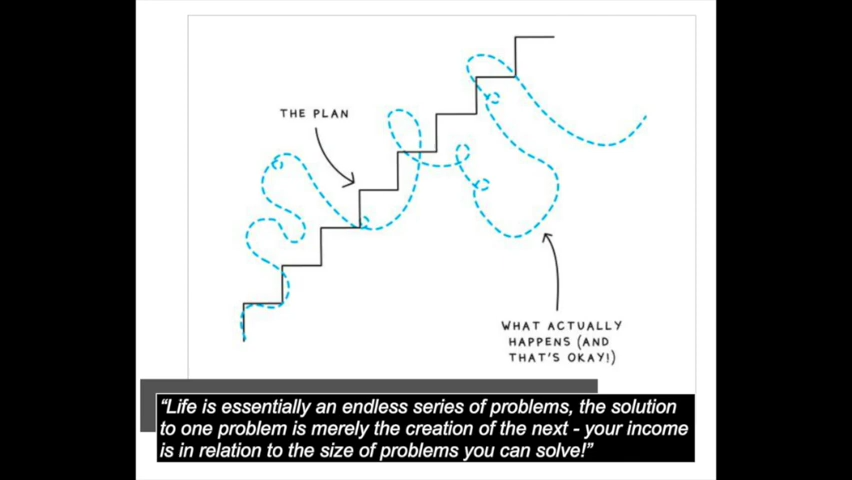 THE PLAN
WHAT ACTUALLY
HAPPENS (AND
THAT'S OKAY!)
“Life is essentially an endless series of problems, the solution
to one problem is merely the creation of the next - your income
is in relation to the size of problems you can solve!”